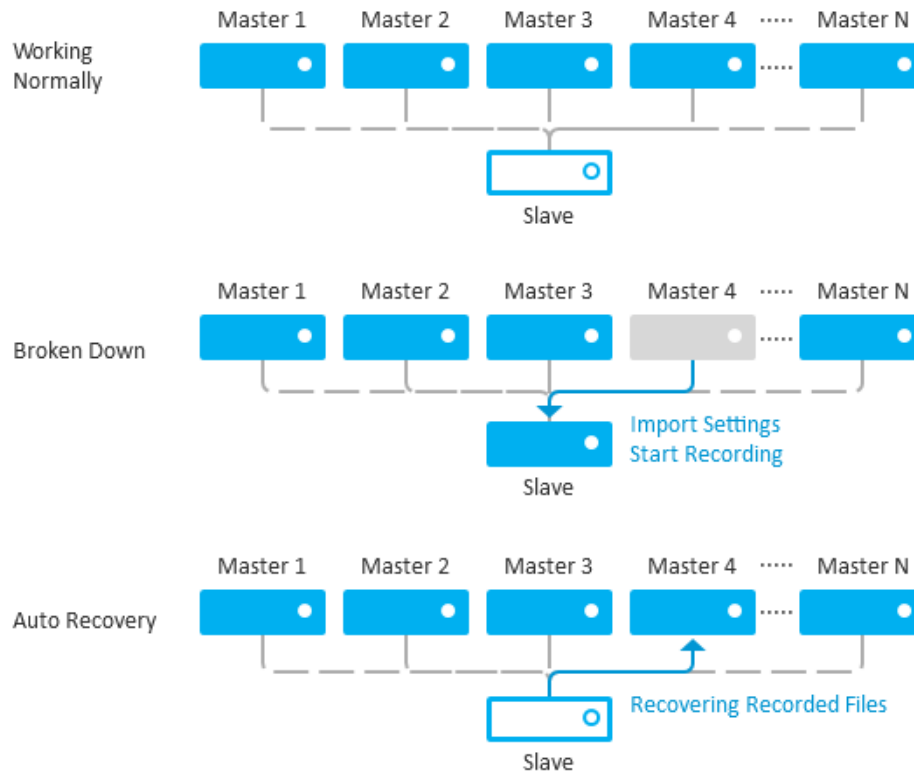 Master 1 Master 2 Master 3 Master 4 ····· Master N
Working
Normally
·····
Slave
Master 1 Master 2 Master 3 Master 4 ····· Master N
Broken Down
·····
Import Settings
Start Recording
Slave
Master 1 Master 2 Master 3 Master 4 ····· Master N
Auto Recovery
·····
Recovering Recorded Files
Slave